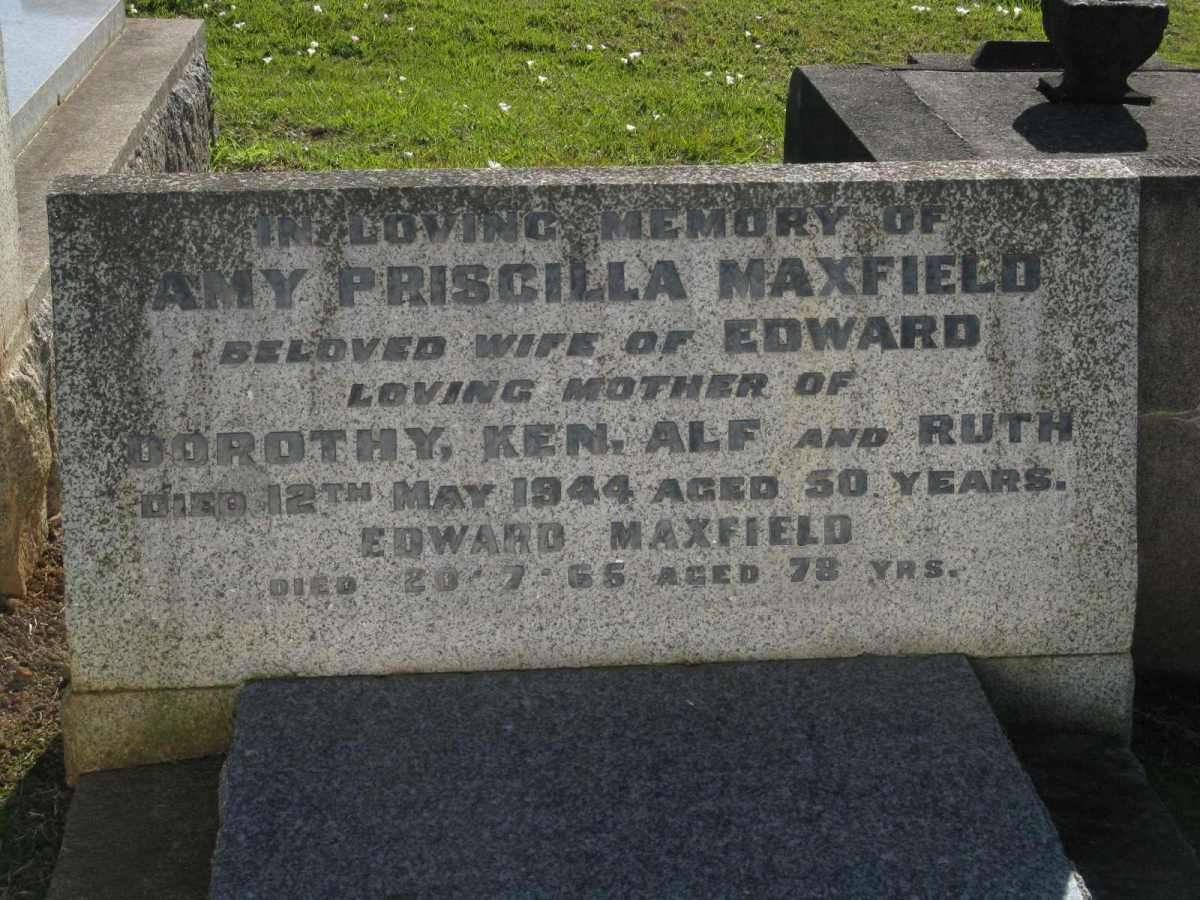 IN LOVING MEMORY OF
AMY PRISCILLA MAXFIELD
BELOVED WIFE OF EDWARD
LOVING MOTHER OF
DOROTHY, KEN, ALF AND RUTH
DIED 12TH MAY 1944 AGED 50 YEARS.
EDWARD MAXFIELD
DIED 20-7-65 AGED 78 YRS.